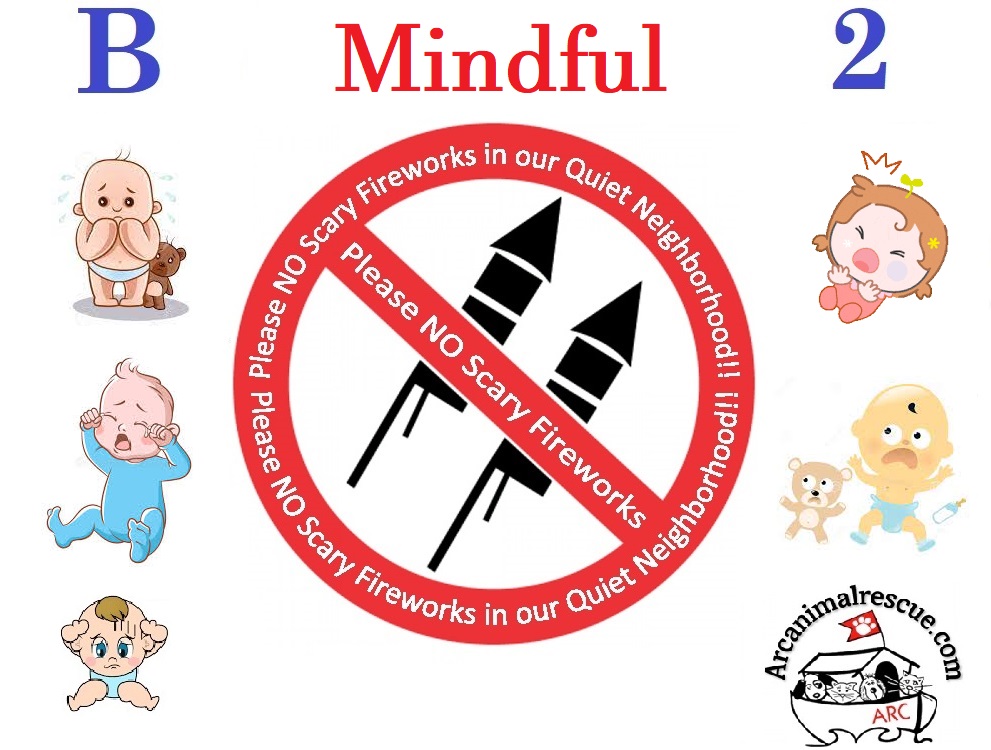 B Mindful 2
Please NO Scary Fireworks in our Quiet Neighborhood!!
Please NO Scary Fireworks
Please NO Scary Fireworks in our Quiet Neighborhood!!!
Arcanimalrescue.com
ARC